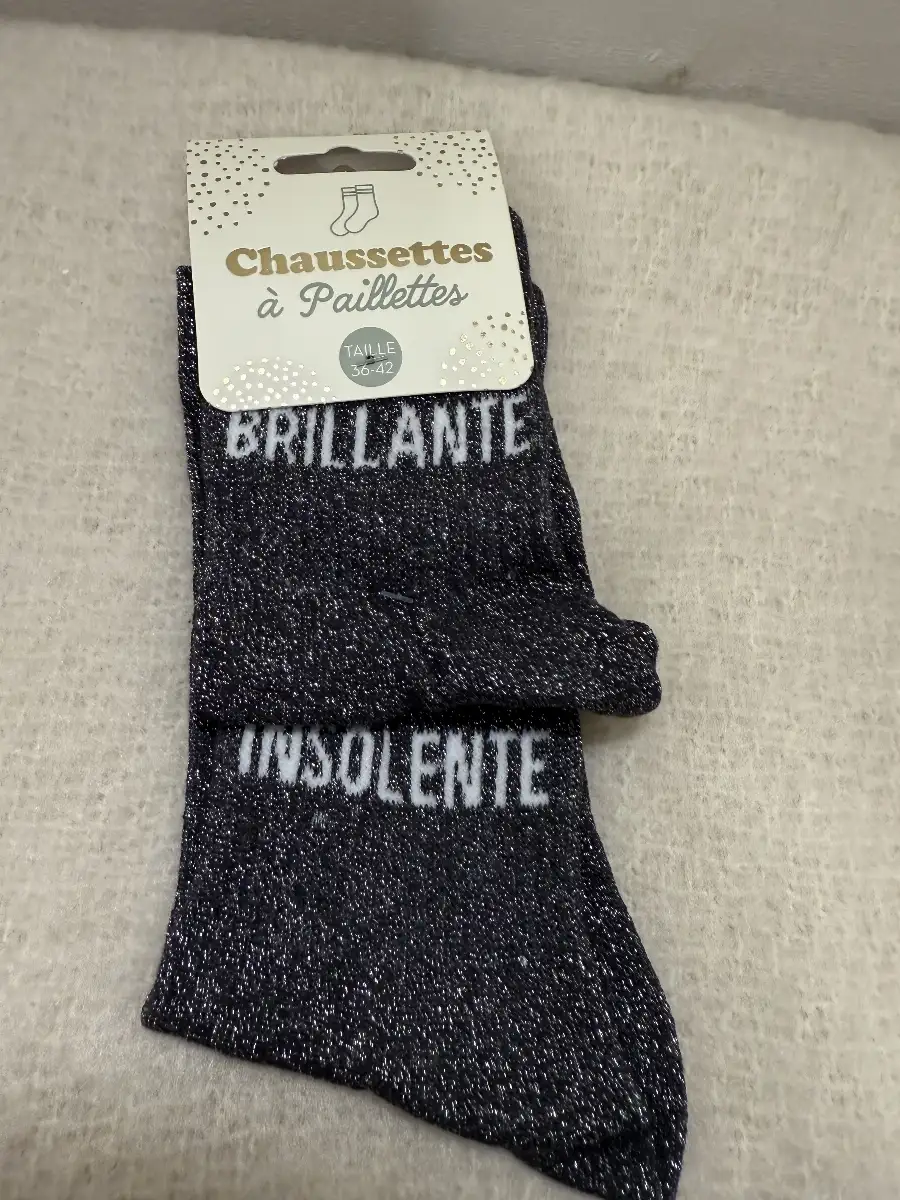 Chaussettes
à Paillettes
TAILLE
36-42
BRILLANTE
INSOLENTE